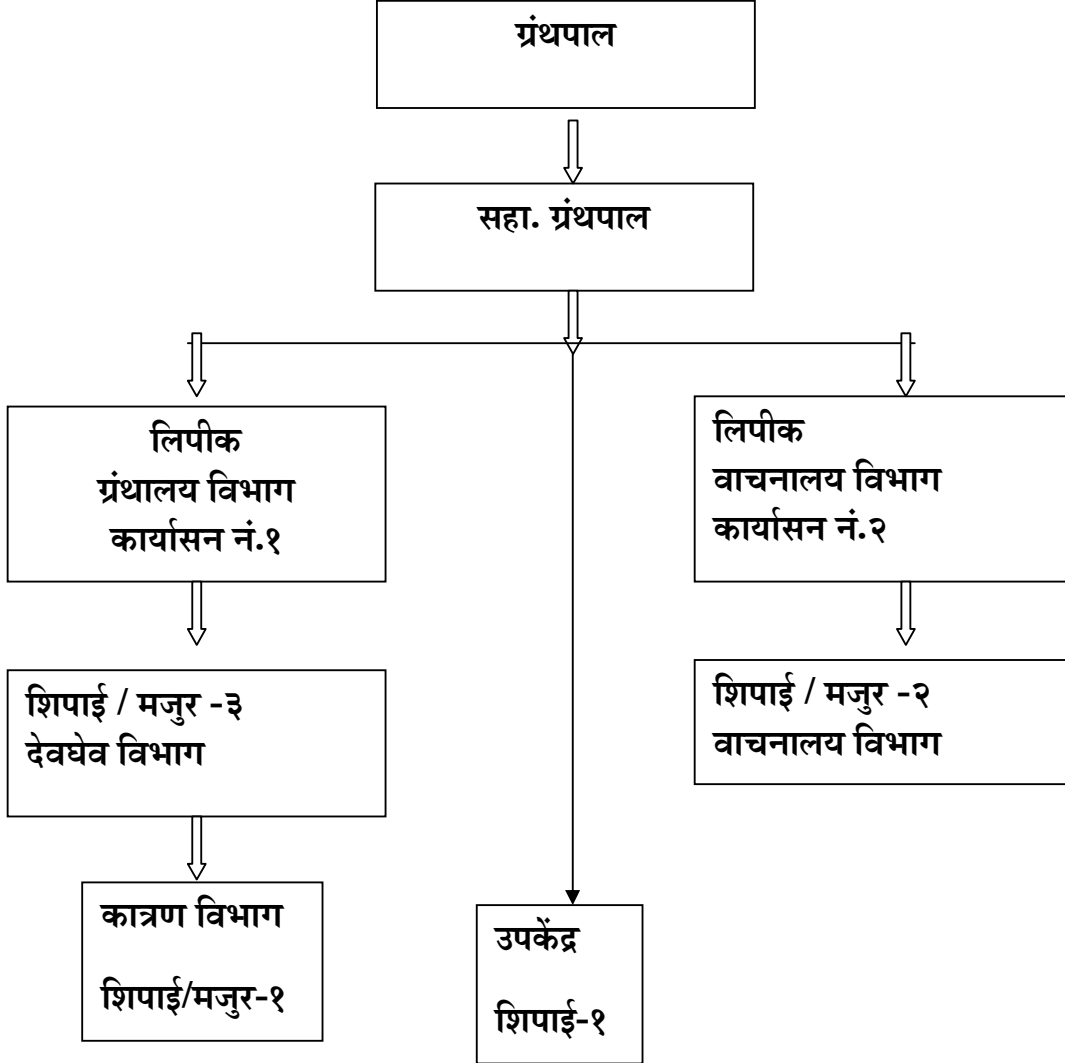 ग्रंथपाल
सहा. ग्रंथपाल
लिपीक
ग्रंथालय विभाग
कार्यासन नं.१
लिपीक
वाचनालय विभाग
कार्यासन नं.२
शिपाई / मजुर -३
देवघेव विभाग
शिपाई / मजुर -२
वाचनालय विभाग
कात्रण विभाग
शिपाई/मजुर-१
उपकेंद्र
शिपाई-१